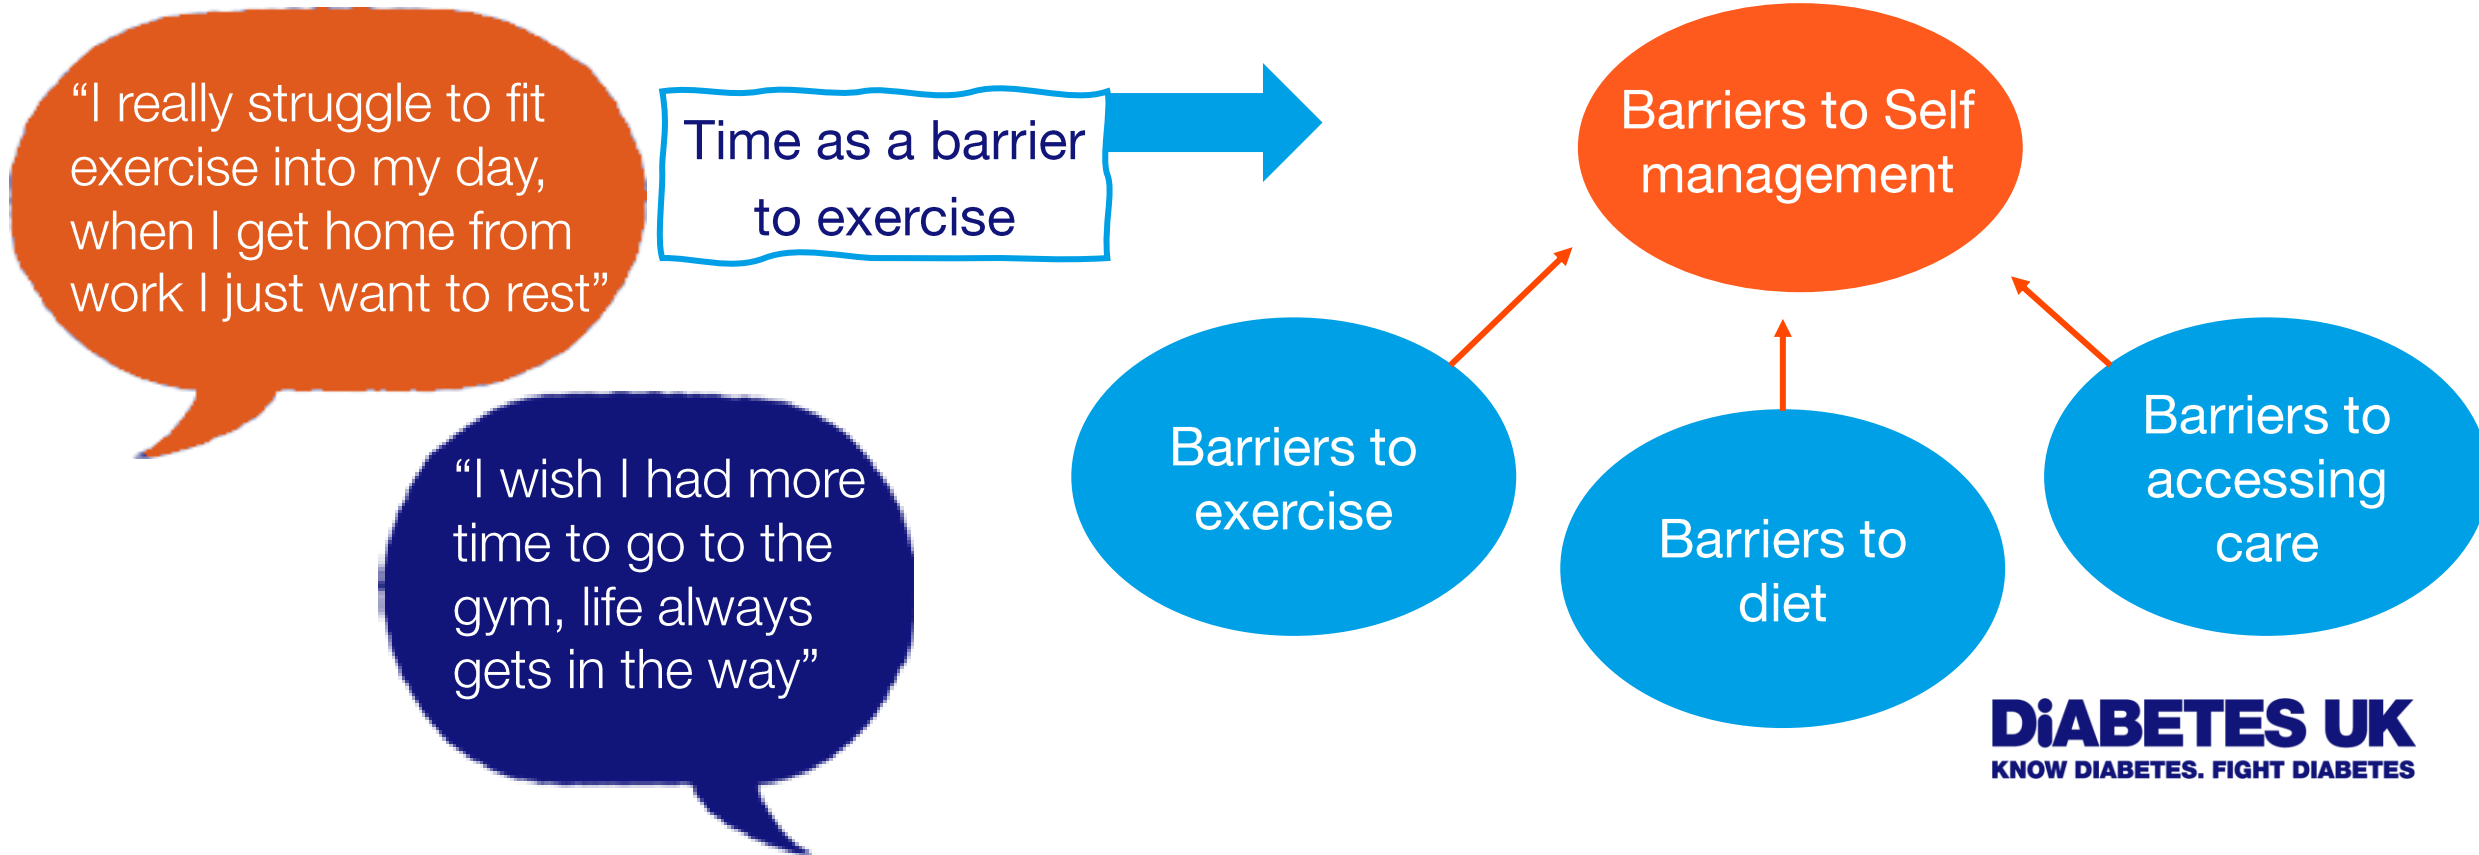 “I really struggle to fit
exercise into my day,
when I get home from
work I just want to rest”
Time as a barrier
to exercise
“I wish I had more
time to go to the
gym, life always
gets in the way”
Barriers to Self
management
Barriers to
exercise
Barriers to
diet
Barriers to
accessing
care
DiABETES UK
KNOW DIABETES. FIGHT DIABETES